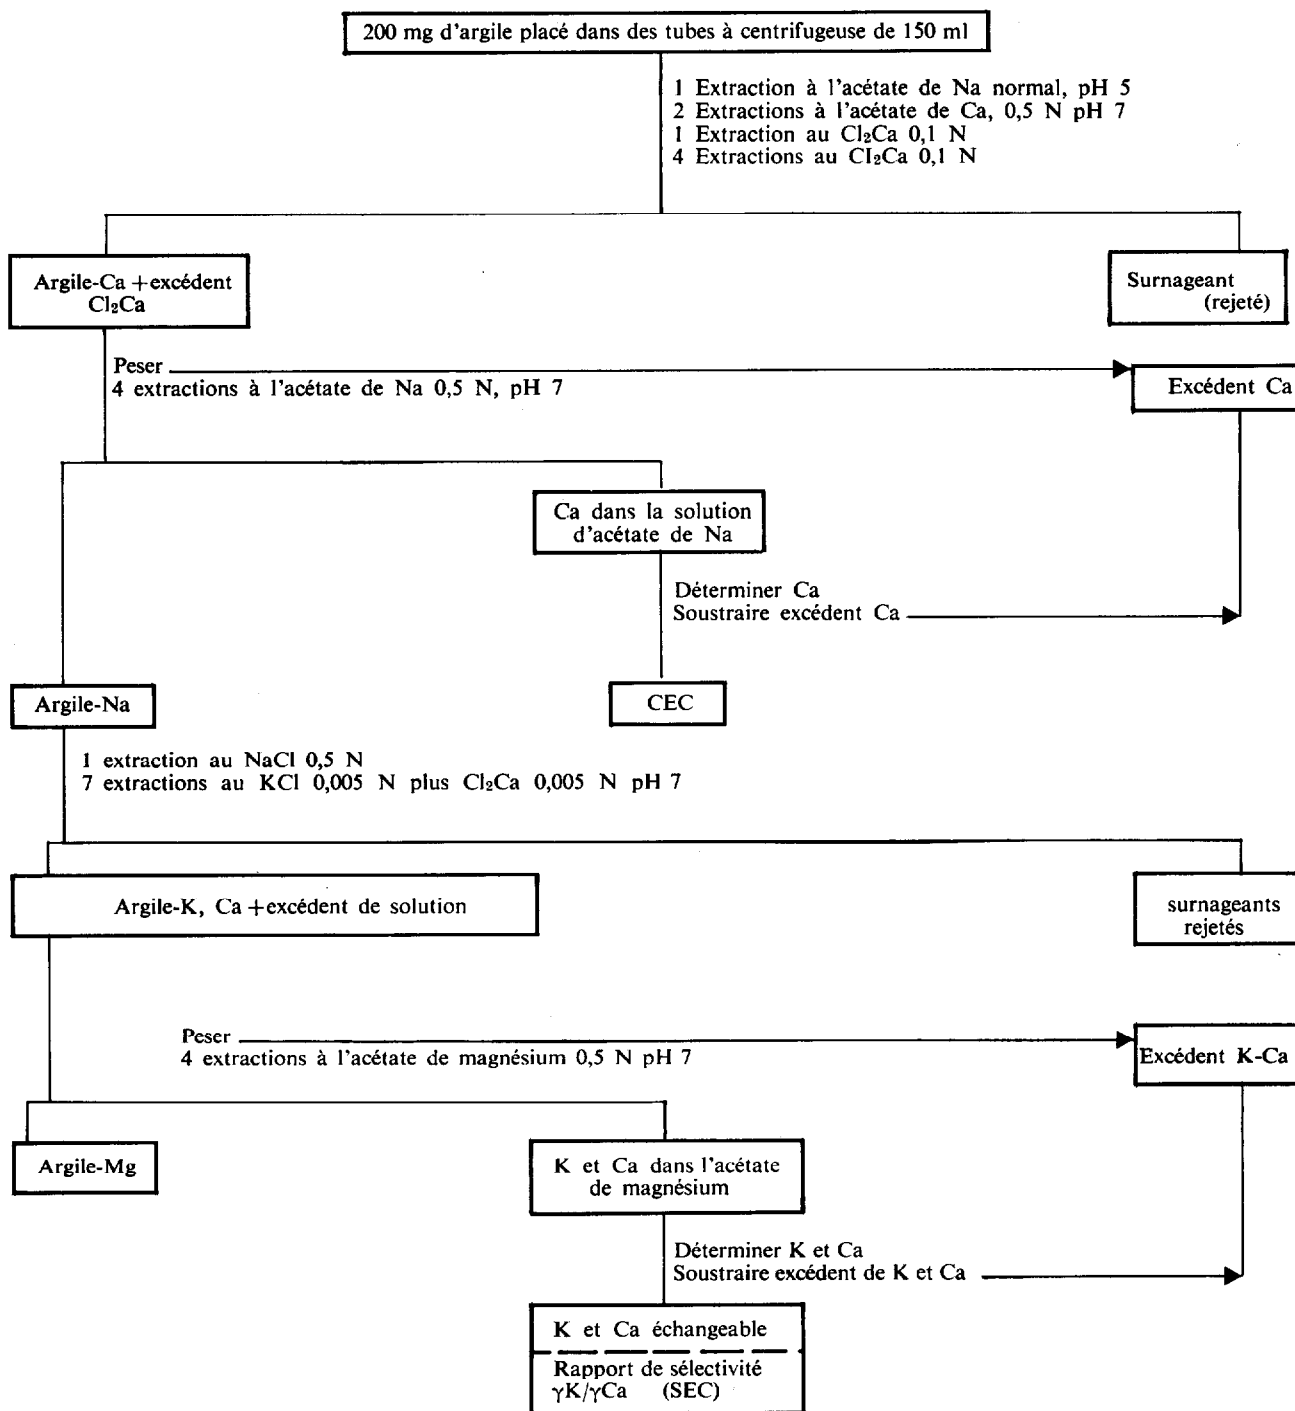 200 mg d'argile placé dans des tubes à centrifugeuse de 150 ml
1 Extraction à l'acétate de Na normal, pH 5
2 Extractions à l'acétate de Ca, 0,5 N pH 7
1 Extraction au Cl₂Ca 0,1 N
4 Extractions au Cl₂Ca 0,1 N
Argile-Ca + excédent
Cl₂Ca
Surnageant
(rejeté)
Peser
4 extractions à l'acétate de Na 0,5 N, pH 7
Excédent Ca
Ca dans la solution
d'acétate de Na
Déterminer Ca
Soustraire excédent Ca
Argile-Na
CEC
1 extraction au NaCl 0,5 N
7 extractions au KCl 0,005 N plus Cl₂Ca 0,005 N pH 7
Argile-K, Ca + excédent de solution
surnageants
rejetés
Peser
4 extractions à l'acétate de magnésium 0,5 N pH 7
Excédent K-Ca
Argile-Mg
K et Ca dans l'acétate
de magnésium
Déterminer K et Ca
Soustraire excédent de K et Ca
K et Ca échangeable
Rapport de sélectivité
γK/γCa (SEC)